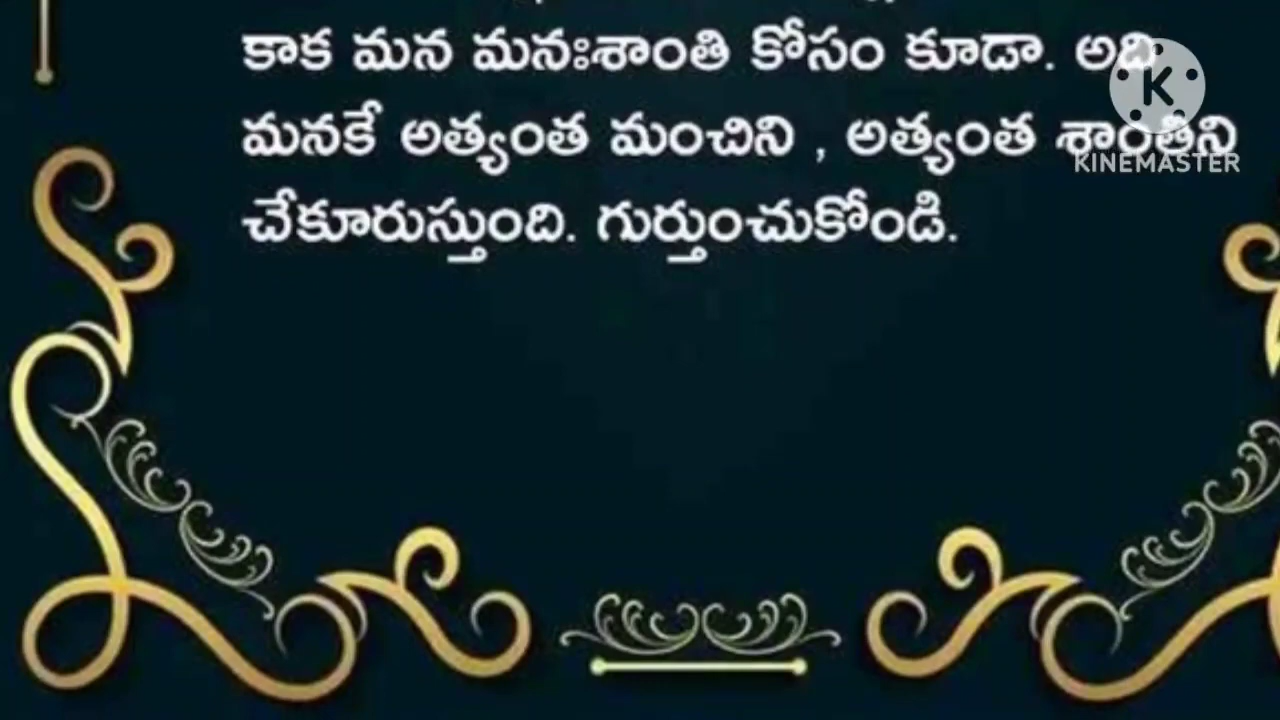 కాక మన మనఃశాంతి కోసం కూడా. అది
మనకే అత్యంత మంచిని , అత్యంత శాంతిని
చేకూరుస్తుంది. గుర్తుంచుకోండి.
K
KINEMASTER